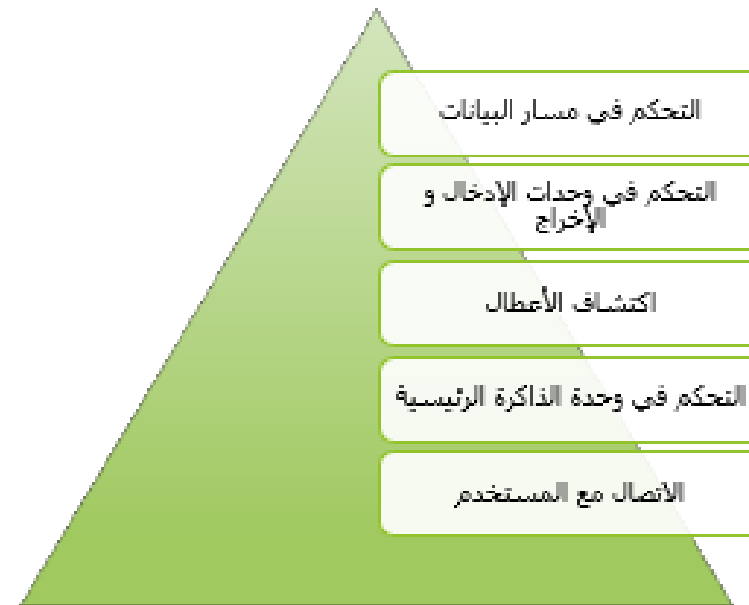 التحكم في مسار البيانات
التحكم في وحدات الإدخال و
الإخراج
اكتشاف الأعطال
التحكم في وحدة الذاكرة الرئيسية
الاتصال مع المستخدم